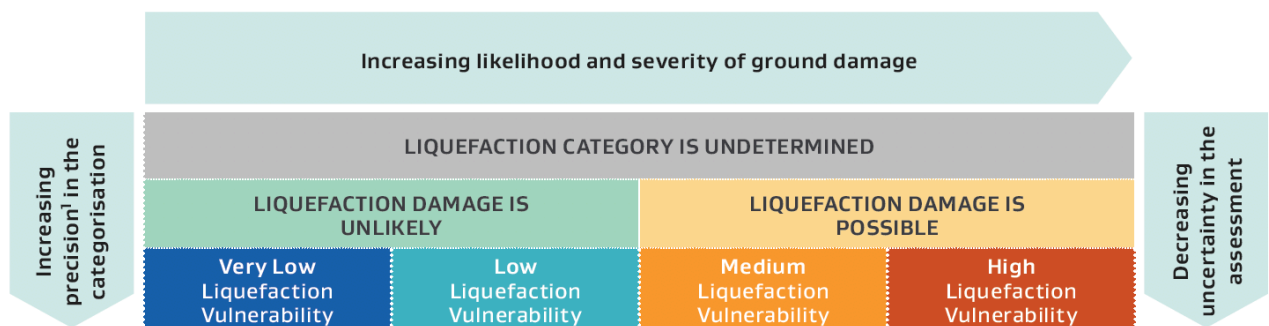 Increasing likelihood and severity of ground damage
Increasing
precision¹ in the
categorisation
LIQUEFACTION CATEGORY IS UNDETERMINED
LIQUEFACTION DAMAGE IS
UNLIKELY
LIQUEFACTION DAMAGE IS
POSSIBLE
Very Low
Liquefaction
Vulnerability
Low
Liquefaction
Vulnerability
Medium
Liquefaction
Vulnerability
High
Liquefaction
Vulnerability
Decreasing
uncertainty in the
assessment